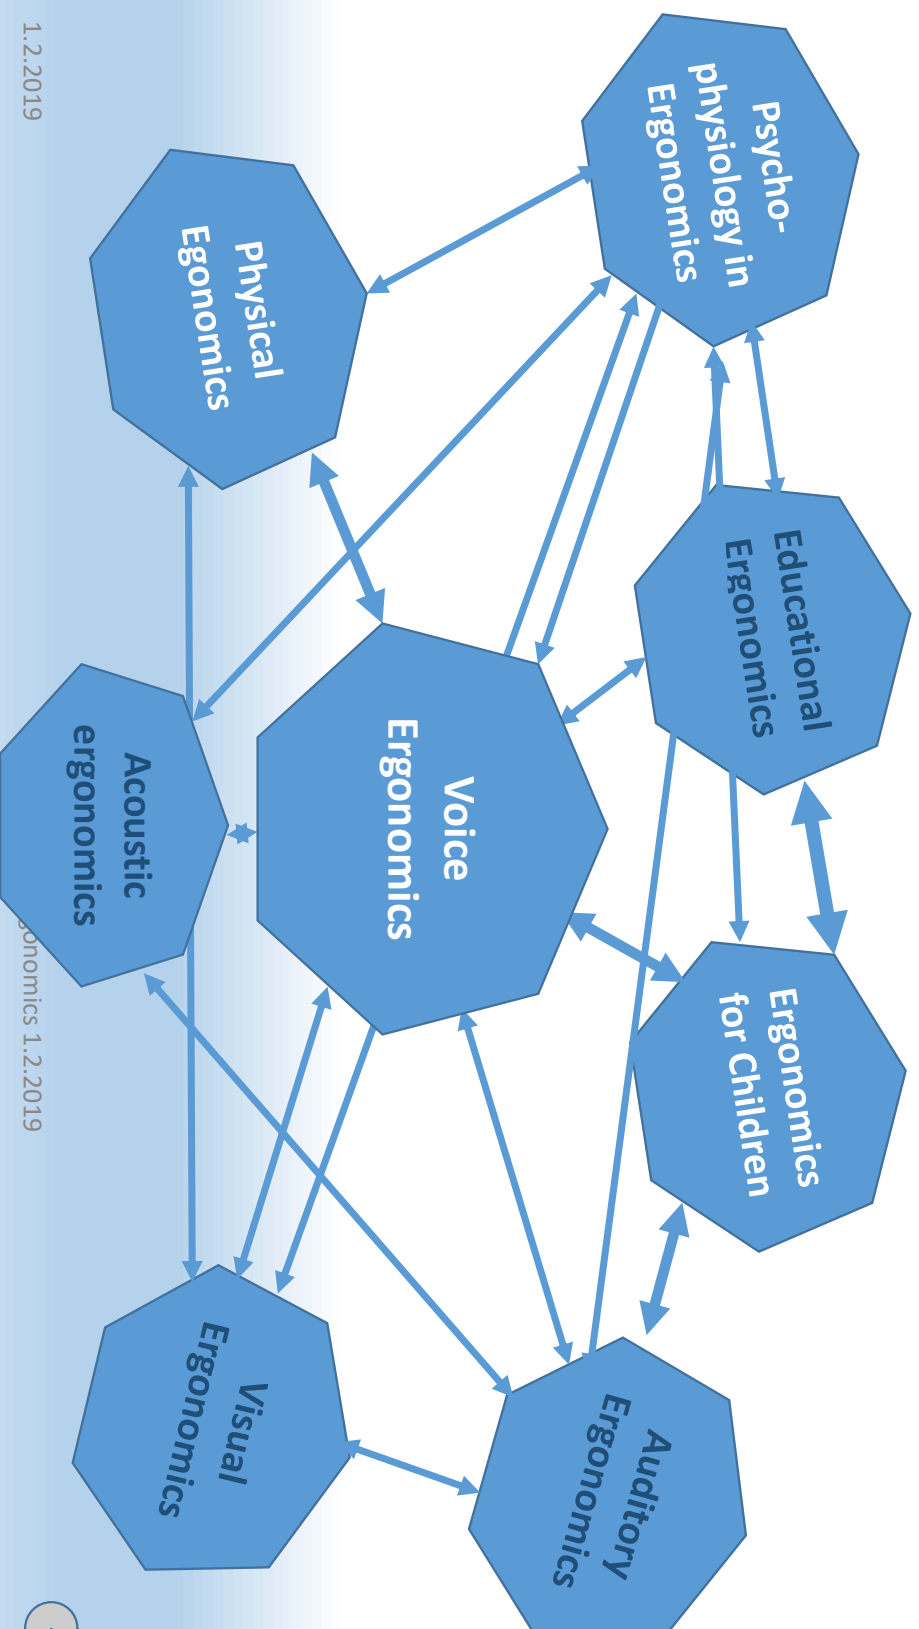 Psycho-
physiology in
Ergonomics
Educational
Ergonomics
Ergonomics
for Children
Auditory
Ergonomics
Physical
Egonomics
Voice
Ergonomics
Visual
Ergonomics
Acoustic
ergonomics
1.2.2019
gonomics 1.2.2019